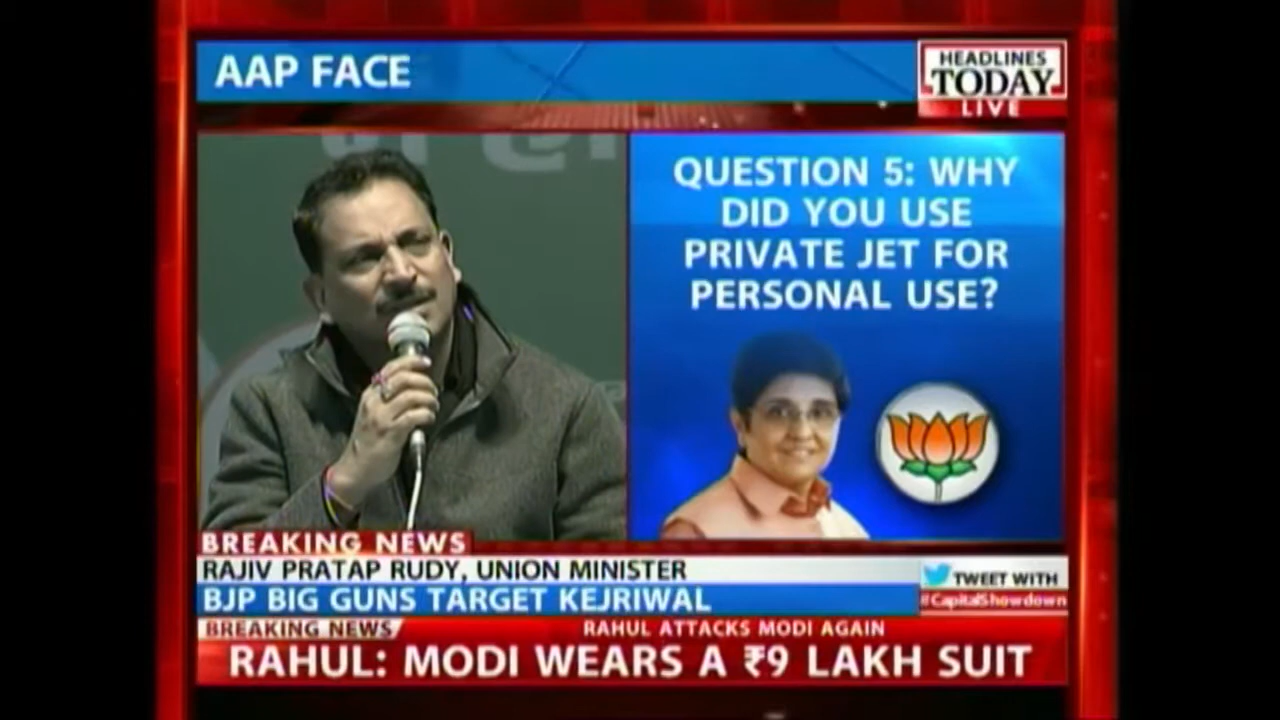 AAP FACE
HEADLINES
TODAY
LIVE
QUESTION 5: WHY
DID YOU USE
PRIVATE JET FOR
PERSONAL USE?
BREAKING NEWS
RAJIV PRATAP RUDY, UNION MINISTER
BJP BIG GUNS TARGET KEJRIWAL
TWEET WITH
#CapitalShowdown
BREAKING NEWS
RAHUL ATTACKS MODI AGAIN
RAHUL: MODI WEARS A ₹9 LAKH SUIT